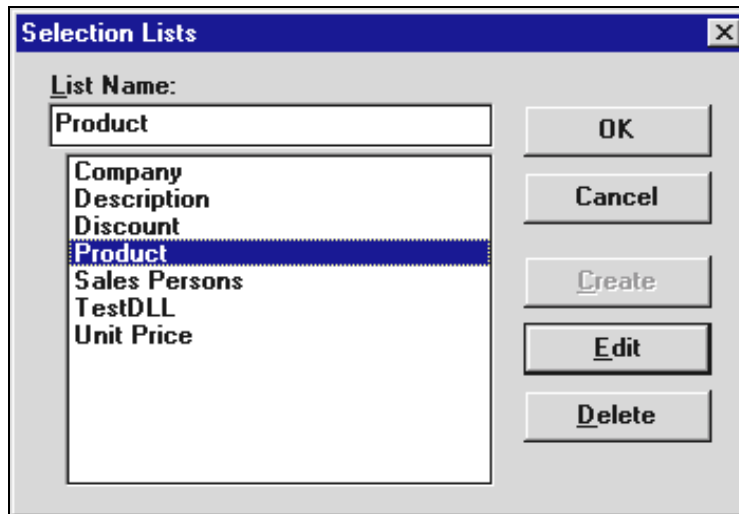 Selection Lists
List Name:
Product
Company
Description
Discount
Product
Sales Persons
TestDLL
Unit Price
OK
Cancel
Create
Edit
Delete